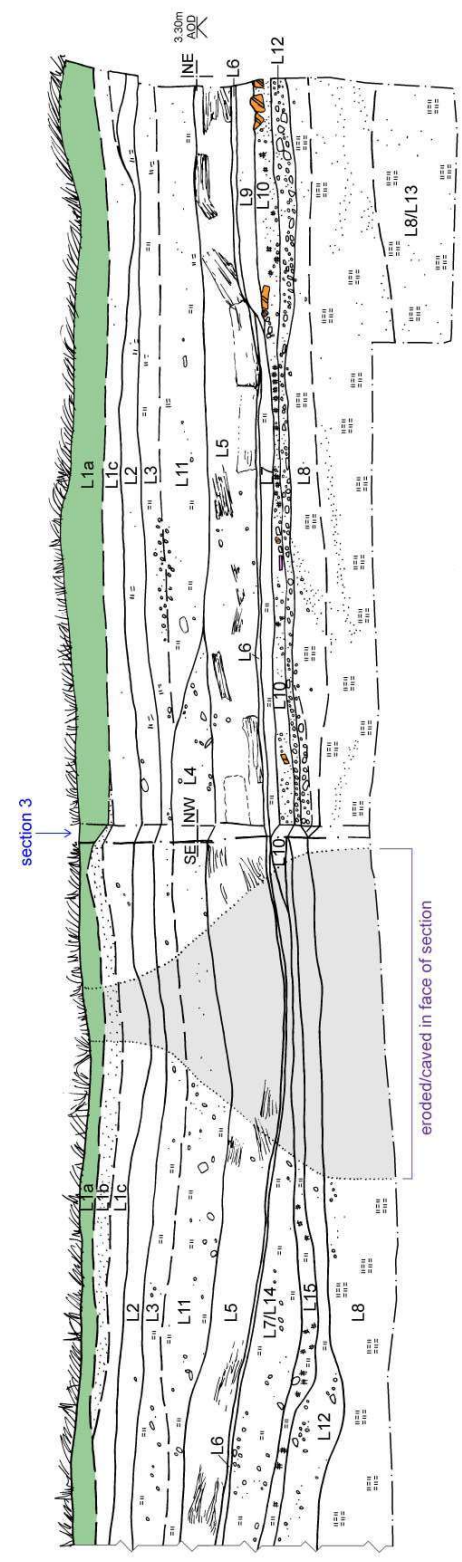 section 3
3.30m
AOD
SE
NW
NE
L1a
L1b
L1c
L2
L3
L11
L5
L6
L7/L14
L15
L12
L8
L10
L1a
L1c
L2
L3
L11
L4
L5
L6
L6
L7
L9
L10
L10
L12
L8
L8/L13
eroded/caved in face of section